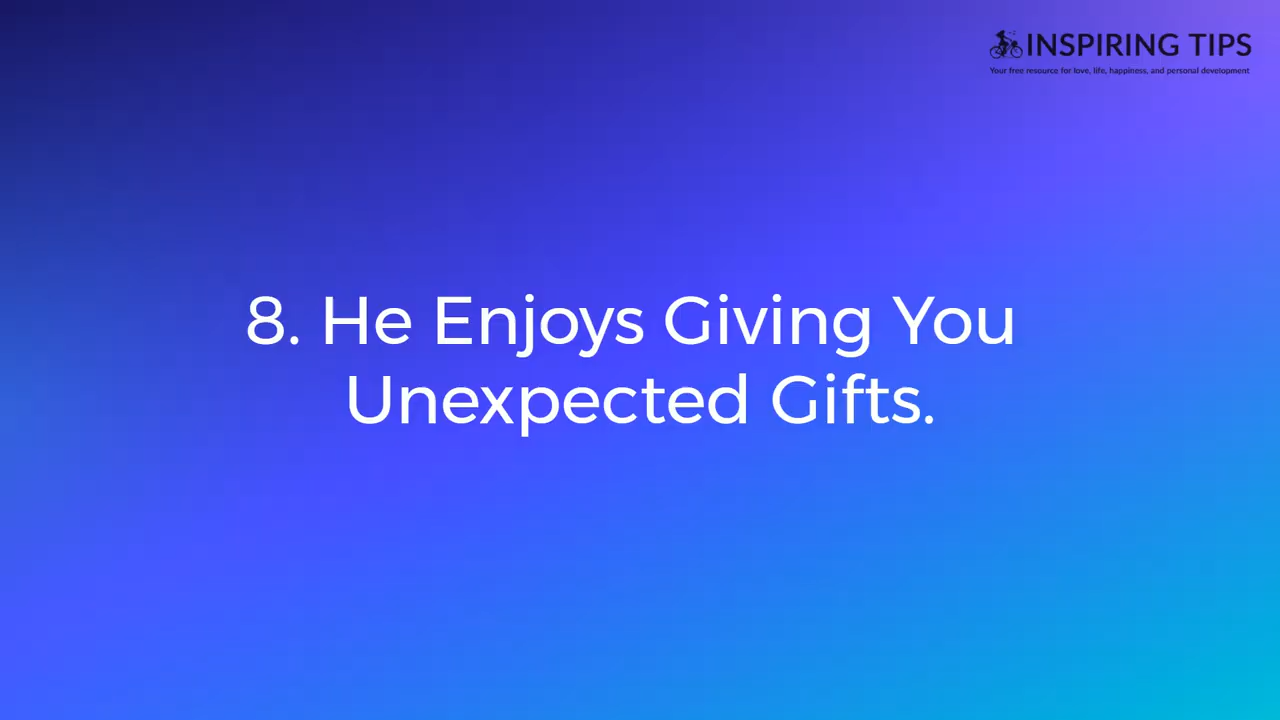 INSPIRING TIPS
Your free resource for love, life, happiness, and personal development
8. He Enjoys Giving You
Unexpected Gifts.